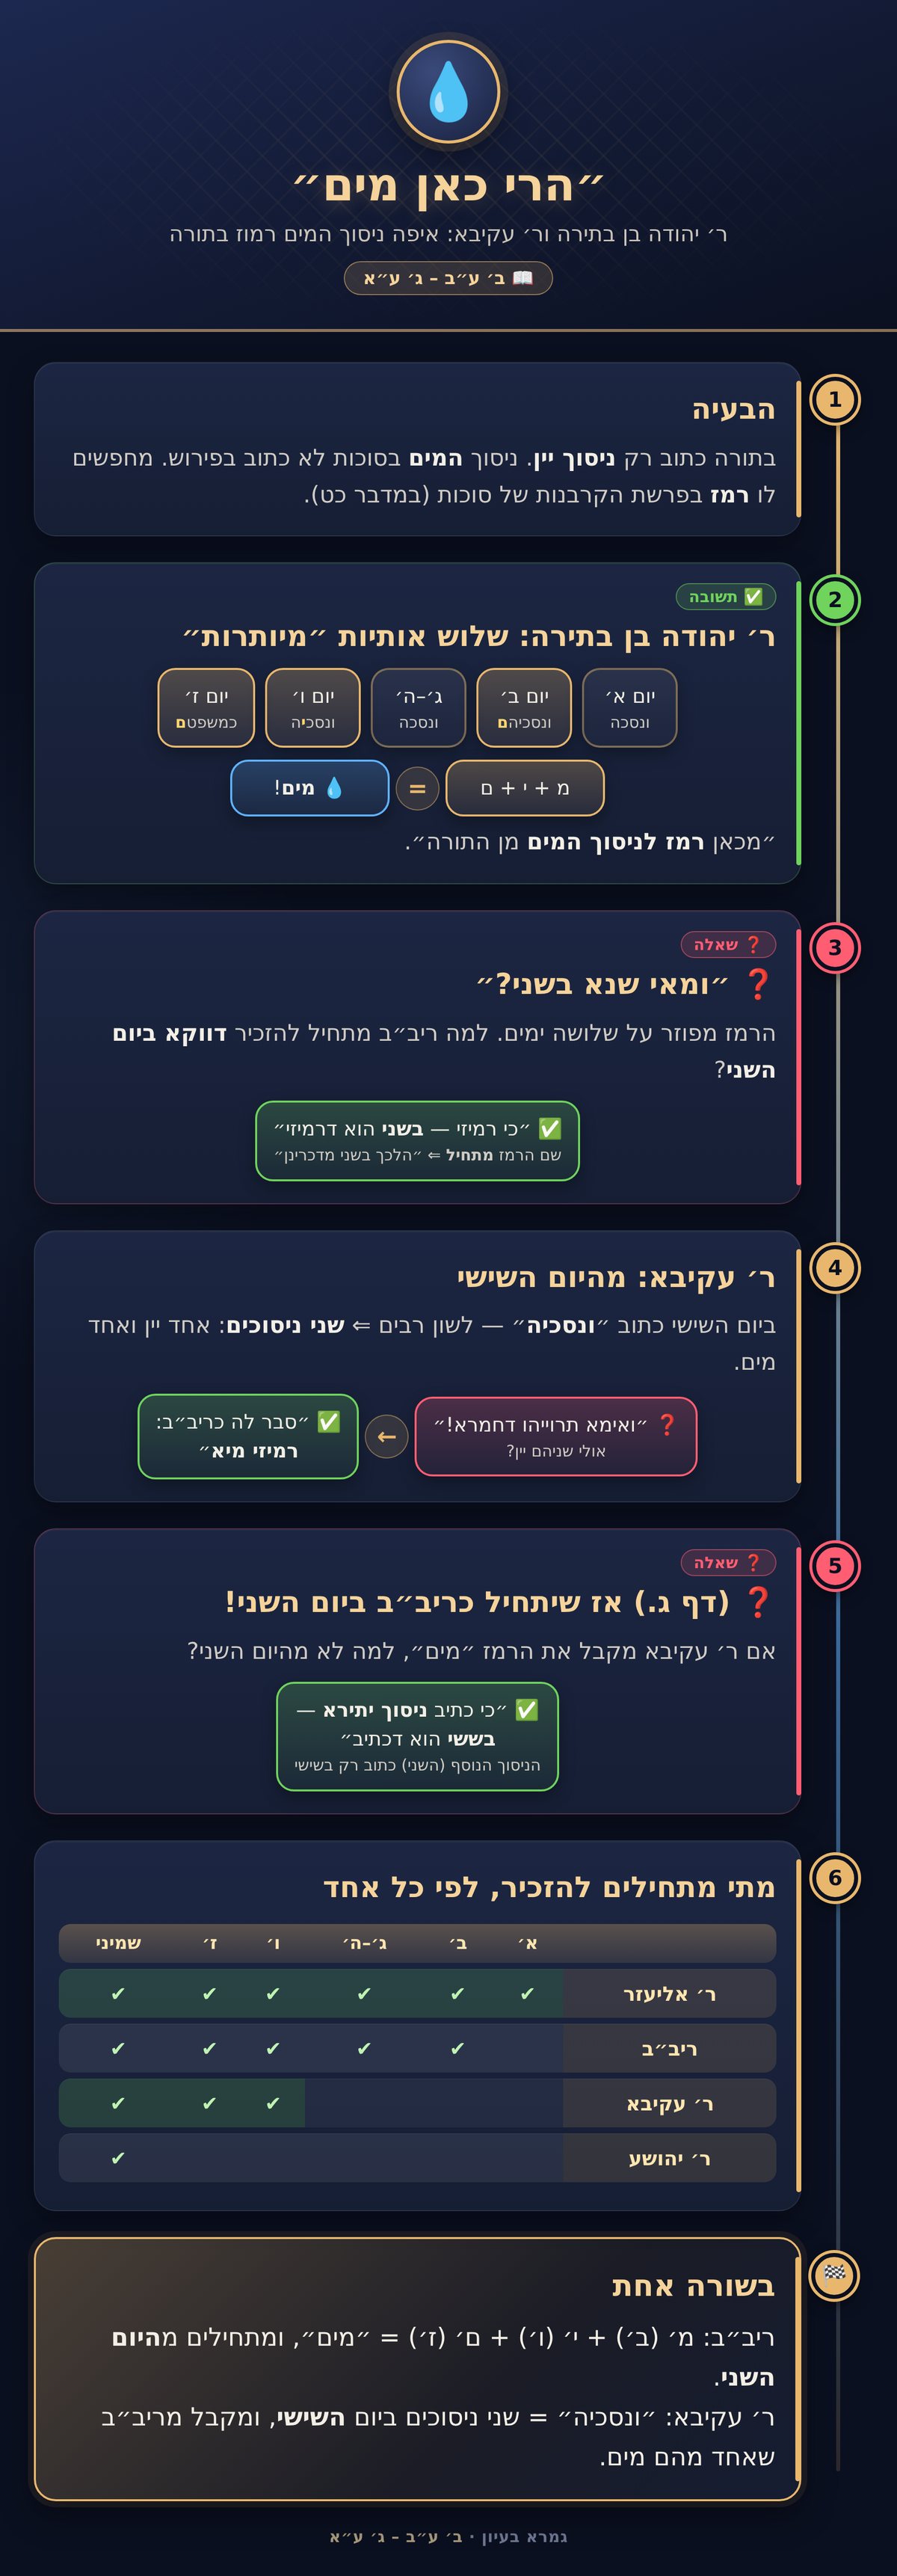 ״הרי כאן מים״
ר׳ יהודה בן בתירה ור׳ עקיבא: איפה ניסוך המים רמוז בתורה
📖 ב׳ ע״ב – ג׳ ע״א
1
הבעיה
בתורה כתוב רק ניסוך יין. ניסוך המים בסוכות לא כתוב בפירוש. מחפשים
לו רמז בפרשת הקרבנות של סוכות (במדבר כט).
2
✅ תשובה
ר׳ יהודה בן בתירה: שלוש אותיות ״מיותרות״
יום א׳ יום ב׳ ג׳–ה׳ יום ו׳ יום ז׳
ונסכה ונסכיהם ונסכה ונסכיה כמשפטם
מ + י + ם = 💧 מים!
״מכאן רמז לניסוך המים מן התורה״.
3
❓ שאלה
❓ ״ומאי שנא בשני?״
הרמז מפוזר על שלושה ימים. למה ריב״ב מתחיל להזכיר דווקא ביום
השני?
✅ ״כי רמיזי — בשני הוא דרמיזי״
שם הרמז מתחיל ⇐ ״הלכך בשני מדכרינן״
4
ר׳ עקיבא: מהיום השישי
ביום השישי כתוב ״ונסכיה״ — לשון רבים ⇐ שני ניסוכים: אחד יין ואחד
מים.
❓ ״ואימא תרוייהו דחמרא!״
אולי שניהם יין?
←
✅ ״סבר לה כריב״ב:
רמיזי מיא״
5
❓ שאלה
❓ (דף ג.) אז שיתחיל כריב״ב ביום השני!
אם ר׳ עקיבא מקבל את הרמז ״מים״, למה לא מהיום השני?
✅ ״כי כתיב ניסוך יתירא —
בששי הוא דכתיב״
הניסוך הנוסף (השני) כתוב רק בשישי
6
מתי מתחילים להזכיר, לפי כל אחד
א׳ ב׳ ג׳–ה׳ ו׳ ז׳ שמיני
ר׳ אליעזר ✔ ✔ ✔ ✔ ✔ ✔
ריב״ב ✔ ✔ ✔ ✔ ✔
ר׳ עקיבא ✔ ✔ ✔
ר׳ יהושע ✔
בשורה אחת
ריב״ב: מ׳ (ב׳) + י׳ (ו׳) + ם׳ (ז׳) = ״מים״, ומתחילים מהיום
השני.
ר׳ עקיבא: ״ונסכיה״ = שני ניסוכים ביום השישי, ומקבל מריב״ב
שאחד מהם מים.
גמרא בעיון · ב׳ ע״ב – ג׳ ע״א